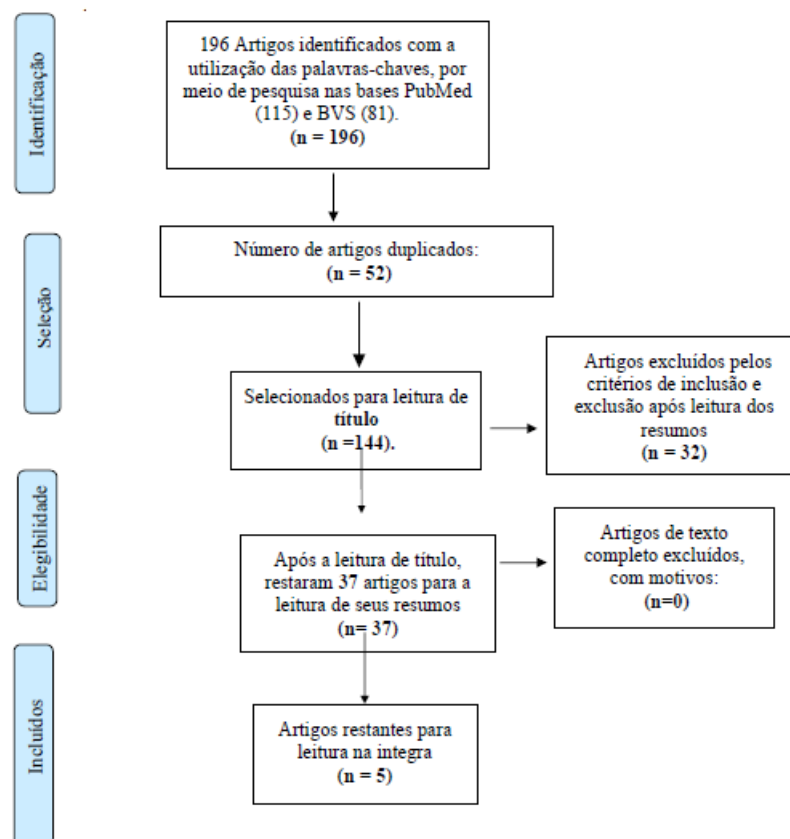 Identificação
196 Artigos identificados com a
utilização das palavras-chaves, por
meio de pesquisa nas bases PubMed
(115) e BVS (81).
(n = 196)
Seleção
Número de artigos duplicados:
(n = 52)
Selecionados para leitura de
título
(n =144).
Artigos excluídos pelos
critérios de inclusão e
exclusão após leitura dos
resumos
(n = 32)
Elegibilidade
Após a leitura de título,
restaram 37 artigos para a
leitura de seus resumos
(n= 37)
Artigos de texto
completo excluídos,
com motivos:
(n=0)
Incluídos
Artigos restantes para
leitura na integra
(n = 5)